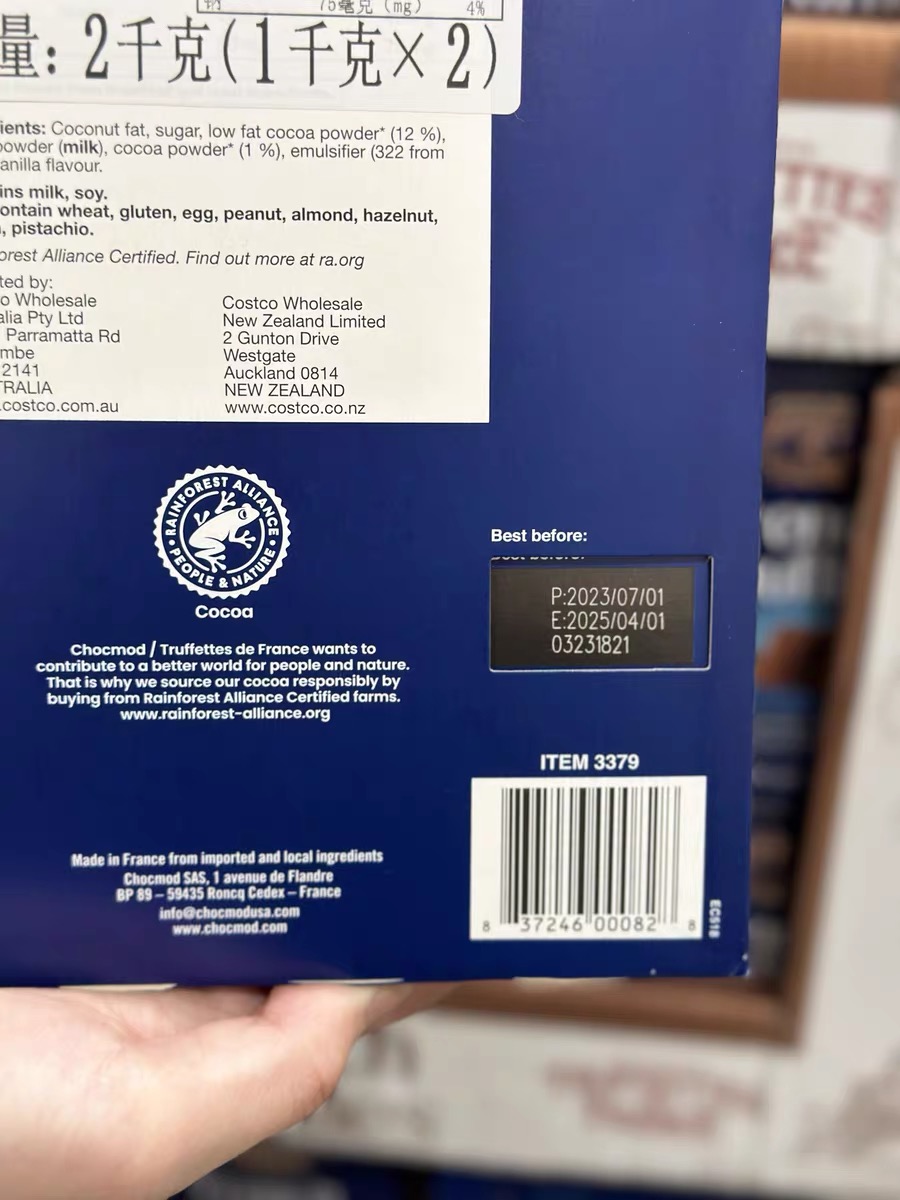 钠 75毫克 (mg) 4%
量: 2千克(1千克×2)
ients: Coconut fat, sugar, low fat cocoa powder* (12 %),
powder (milk), cocoa powder* (1 %), emulsifier (322 from
anilla flavour.
ins milk, soy.
ontain wheat, gluten, egg, peanut, almond, hazelnut,
, pistachio.
orest Alliance Certified. Find out more at ra.org
ted by:
o Wholesale
alia Pty Ltd
Parramatta Rd
mbe
2141
TRALIA
.costco.com.au
Costco Wholesale
New Zealand Limited
2 Gunton Drive
Westgate
Auckland 0814
NEW ZEALAND
www.costco.co.nz
RAINFOREST ALLIANCE
• PEOPLE & NATURE •
Cocoa
Chocmod / Truffettes de France wants to
contribute to a better world for people and nature.
That is why we source our cocoa responsibly by
buying from Rainforest Alliance Certified farms.
www.rainforest-alliance.org
Best before:
P:2023/07/01
E:2025/04/01
03231821
ITEM 3379
8 37246 00082 8
EC518
Made in France from imported and local ingredients
Chocmod SAS, 1 avenue de Flandre
BP 89 – 59435 Roncq Cedex – France
info@chocmodusa.com
www.chocmod.com